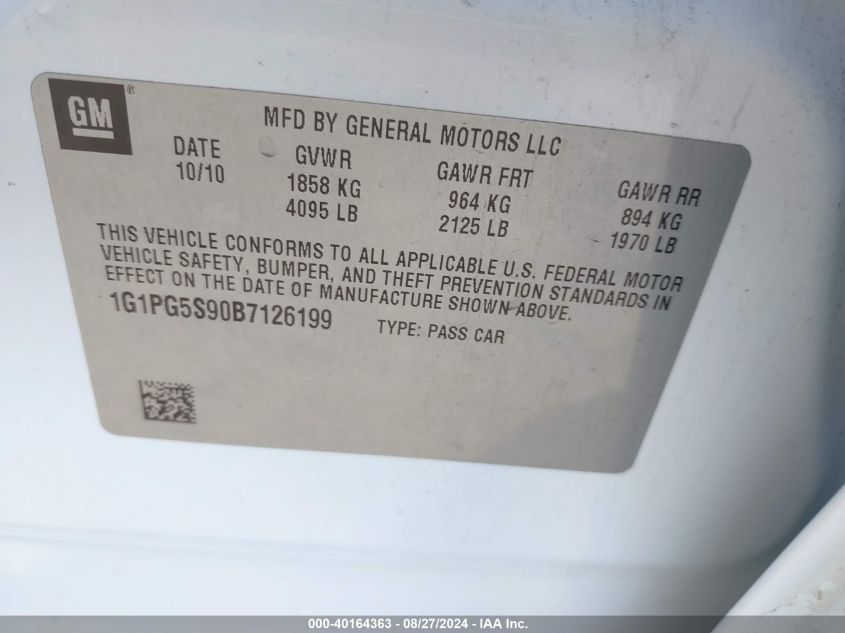 GM®
MFD BY GENERAL MOTORS LLC
DATE GVWR GAWR FRT GAWR RR
10/10 1858 KG 964 KG 894 KG
4095 LB 2125 LB 1970 LB
THIS VEHICLE CONFORMS TO ALL APPLICABLE U.S. FEDERAL MOTOR
VEHICLE SAFETY, BUMPER, AND THEFT PREVENTION STANDARDS IN
EFFECT ON THE DATE OF MANUFACTURE SHOWN ABOVE.
1G1PG5S90B7126199 TYPE: PASS CAR
000-40164363 - 08/27/2024 - IAA Inc.